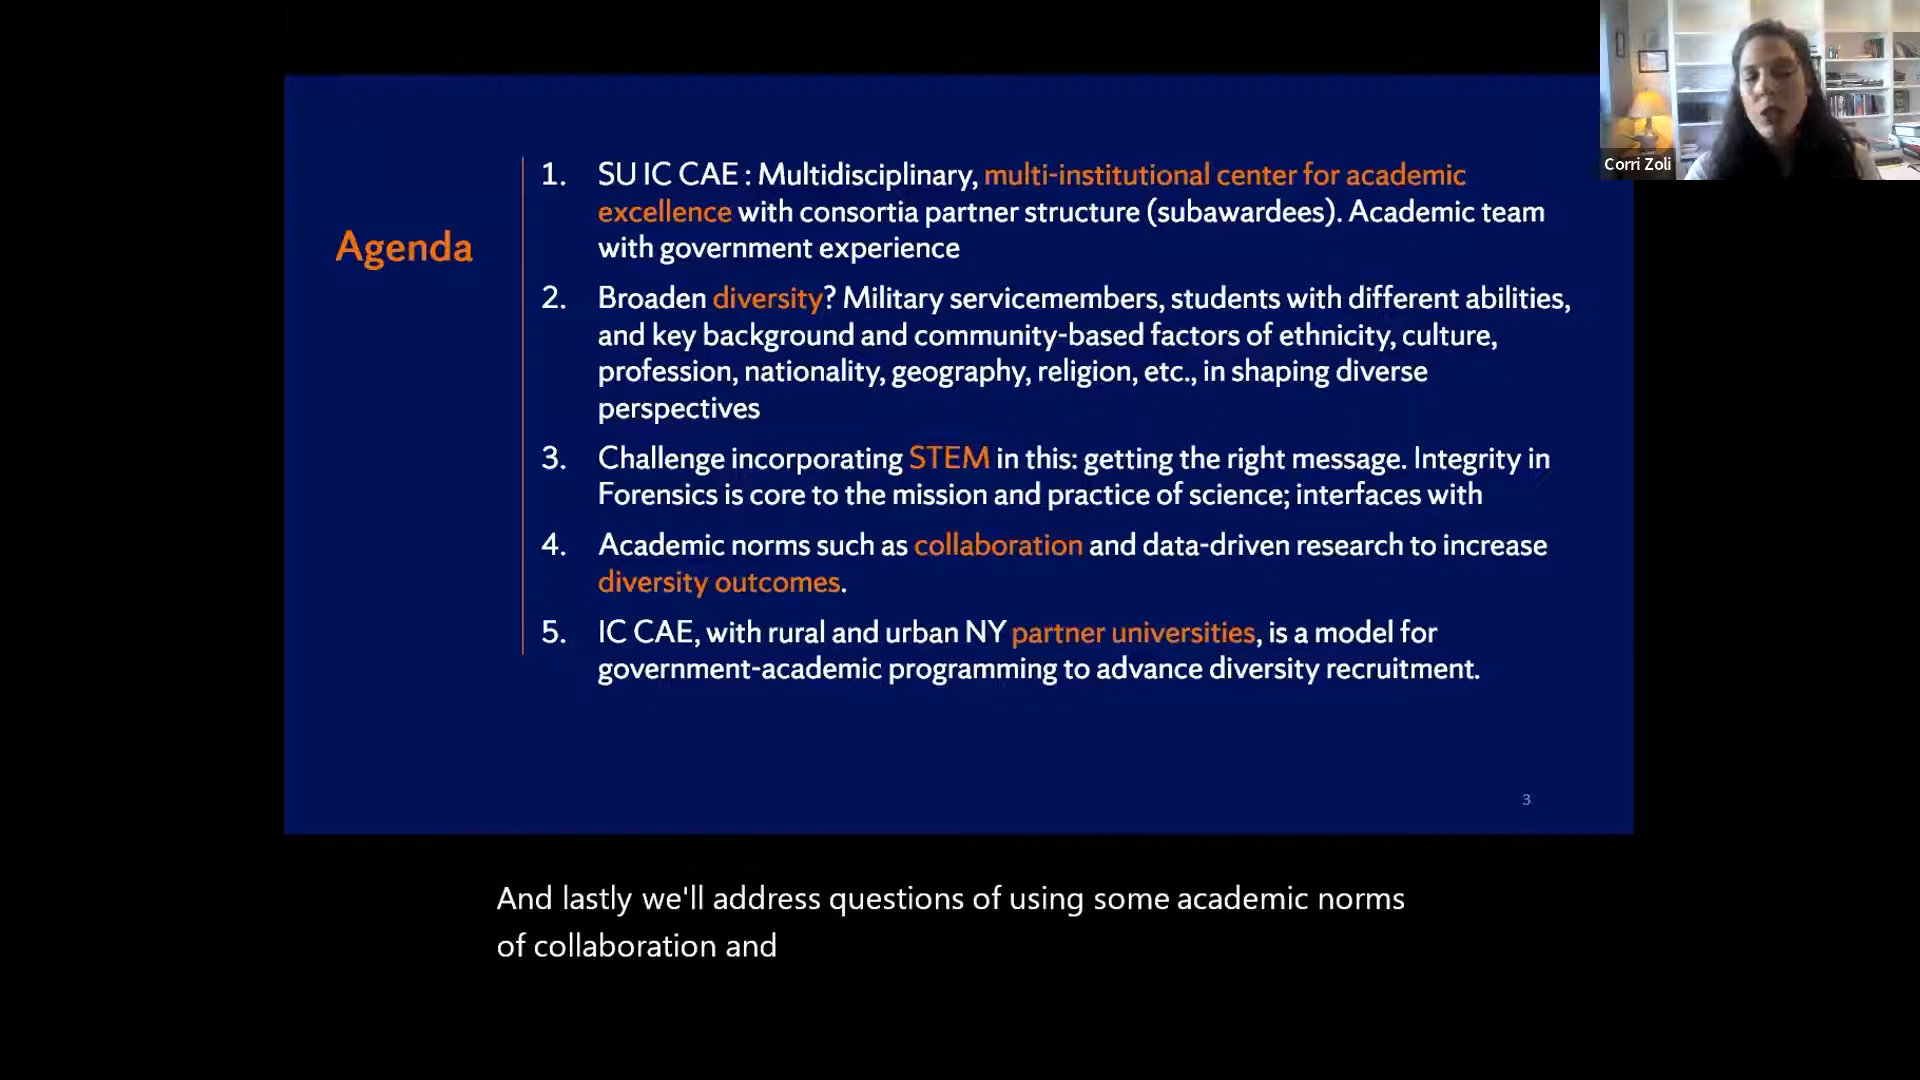 Corri Zoli
Agenda
1. SU IC CAE : Multidisciplinary, multi-institutional center for academic
excellence with consortia partner structure (subawardees). Academic team
with government experience
2. Broaden diversity? Military servicemembers, students with different abilities,
and key background and community-based factors of ethnicity, culture,
profession, nationality, geography, religion, etc., in shaping diverse
perspectives
3. Challenge incorporating STEM in this: getting the right message. Integrity in
Forensics is core to the mission and practice of science; interfaces with
4. Academic norms such as collaboration and data-driven research to increase
diversity outcomes.
5. IC CAE, with rural and urban NY partner universities, is a model for
government-academic programming to advance diversity recruitment.
3
And lastly we'll address questions of using some academic norms
of collaboration and